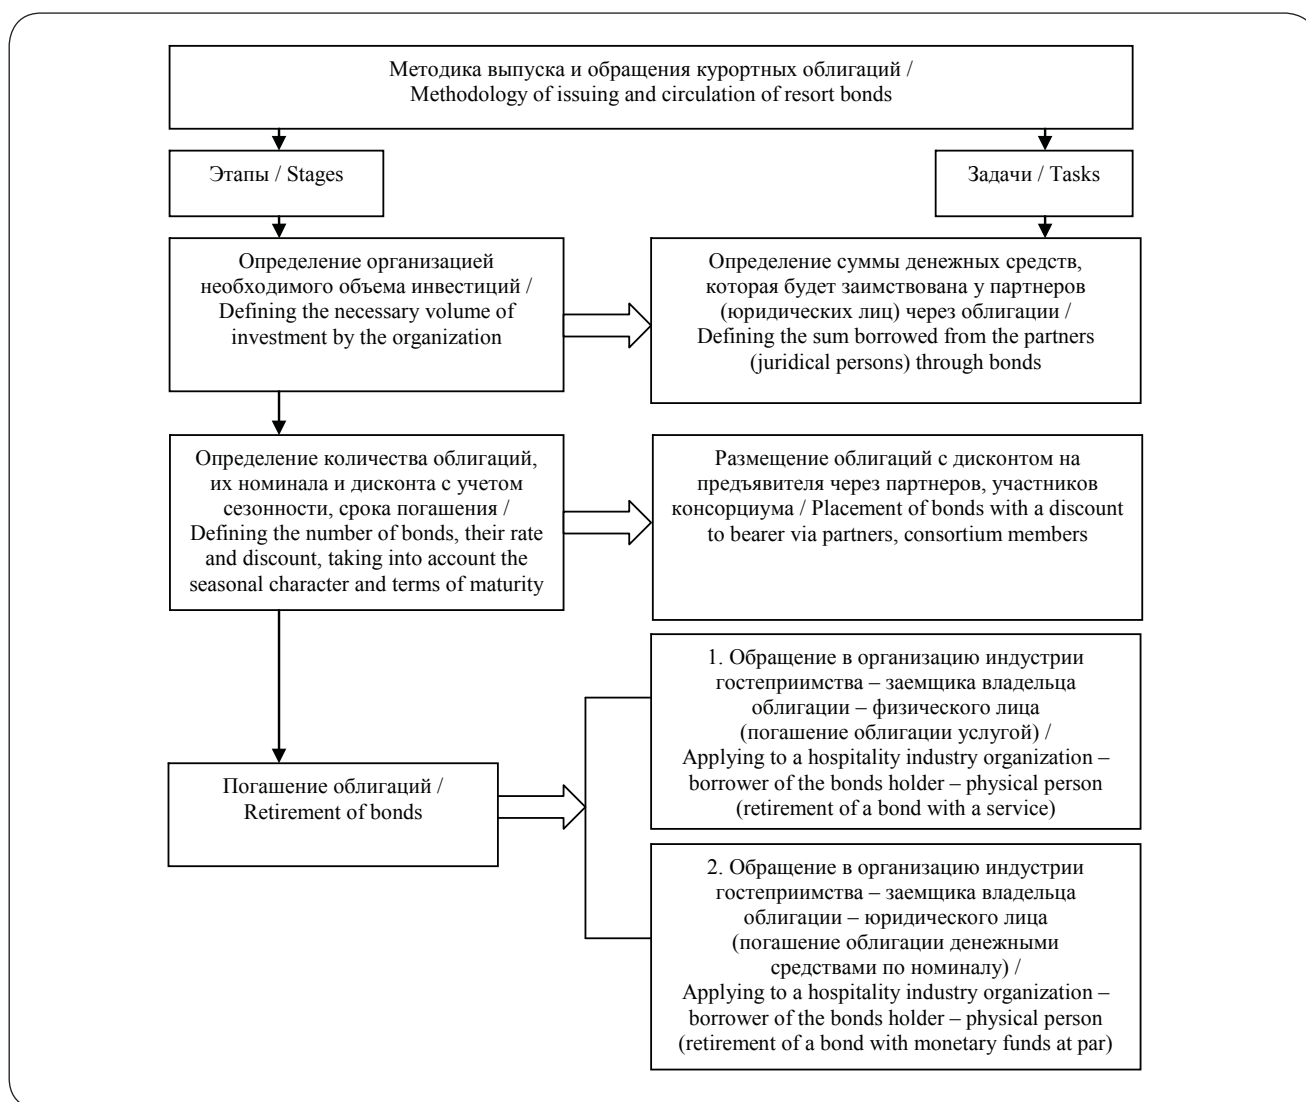 Методика выпуска и обращения курортных облигаций /
Methodology of issuing and circulation of resort bonds
Этапы / Stages
Задачи / Tasks
Определение организацией
необходимого объема инвестиций /
Defining the necessary volume of
investment by the organization
Определение суммы денежных средств,
которая будет заимствована у партнеров
(юридических лиц) через облигации /
Defining the sum borrowed from the partners
(juridical persons) through bonds
Определение количества облигаций,
их номинала и дисконта с учетом
сезонности, срока погашения /
Defining the number of bonds, their rate
and discount, taking into account the
seasonal character and terms of maturity
Размещение облигаций с дисконтом на
предъявителя через партнеров, участников
консорциума / Placement of bonds with a discount
to bearer via partners, consortium members
Погашение облигаций /
Retirement of bonds
1. Обращение в организацию индустрии
гостеприимства – заемщика владельца
облигации – физического лица
(погашение облигации услугой) /
Applying to a hospitality industry organization –
borrower of the bonds holder – physical person
(retirement of a bond with a service)
2. Обращение в организацию индустрии
гостеприимства – заемщика владельца
облигации – юридического лица
(погашение облигации денежными
средствами по номиналу) /
Applying to a hospitality industry organization –
borrower of the bonds holder – physical person
(retirement of a bond with monetary funds at par)